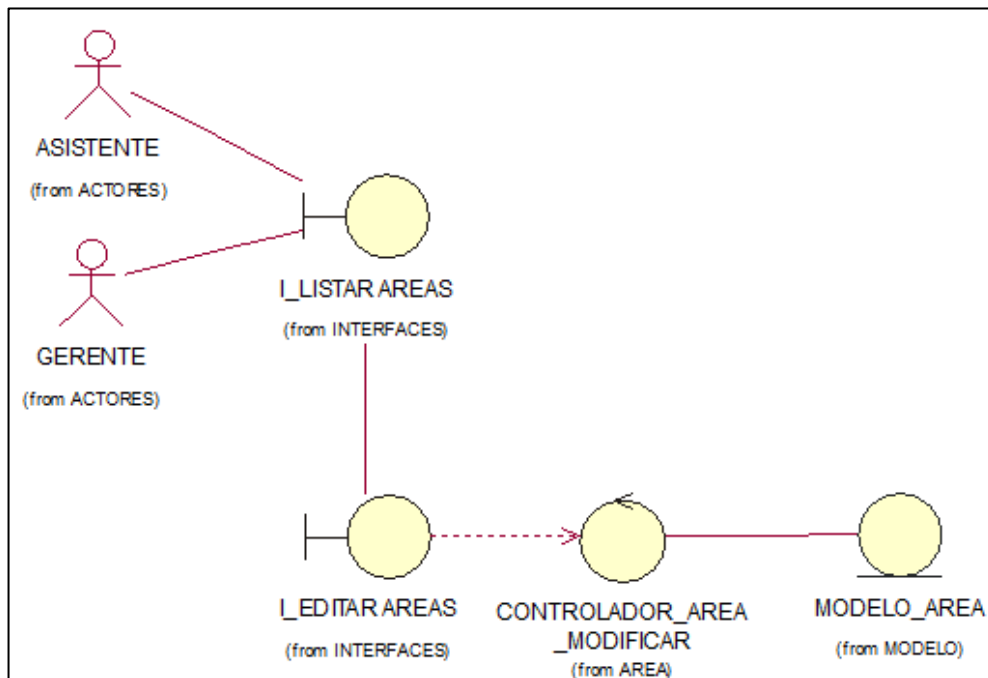 ASISTENTE
(from ACTORES)
GERENTE
(from ACTORES)
I_LISTAR AREAS
(from INTERFACES)
I_EDITAR AREAS
(from INTERFACES)
CONTROLADOR_AREA
_MODIFICAR
(from AREA)
MODELO_AREA
(from MODELO)